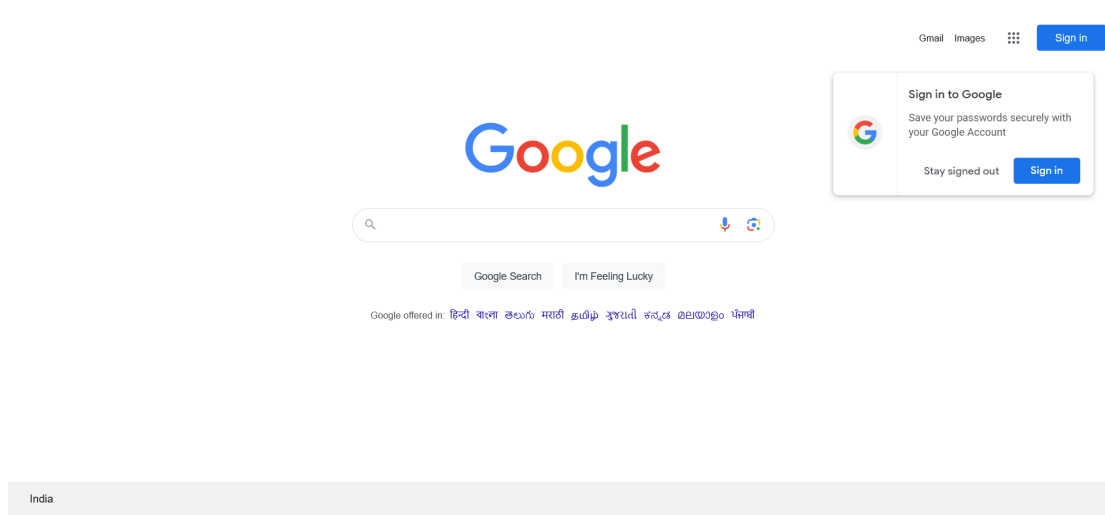 Gmail Images Sign in
Sign in to Google
Save your passwords securely with
your Google Account
Stay signed out Sign in
Google
Google Search I'm Feeling Lucky
Google offered in: हिन्दी বাংলা తెలుగు मराठी தமிழ் ગુજરાતી ಕನ್ನಡ മലയാളം ਪੰਜਾਬੀ
India